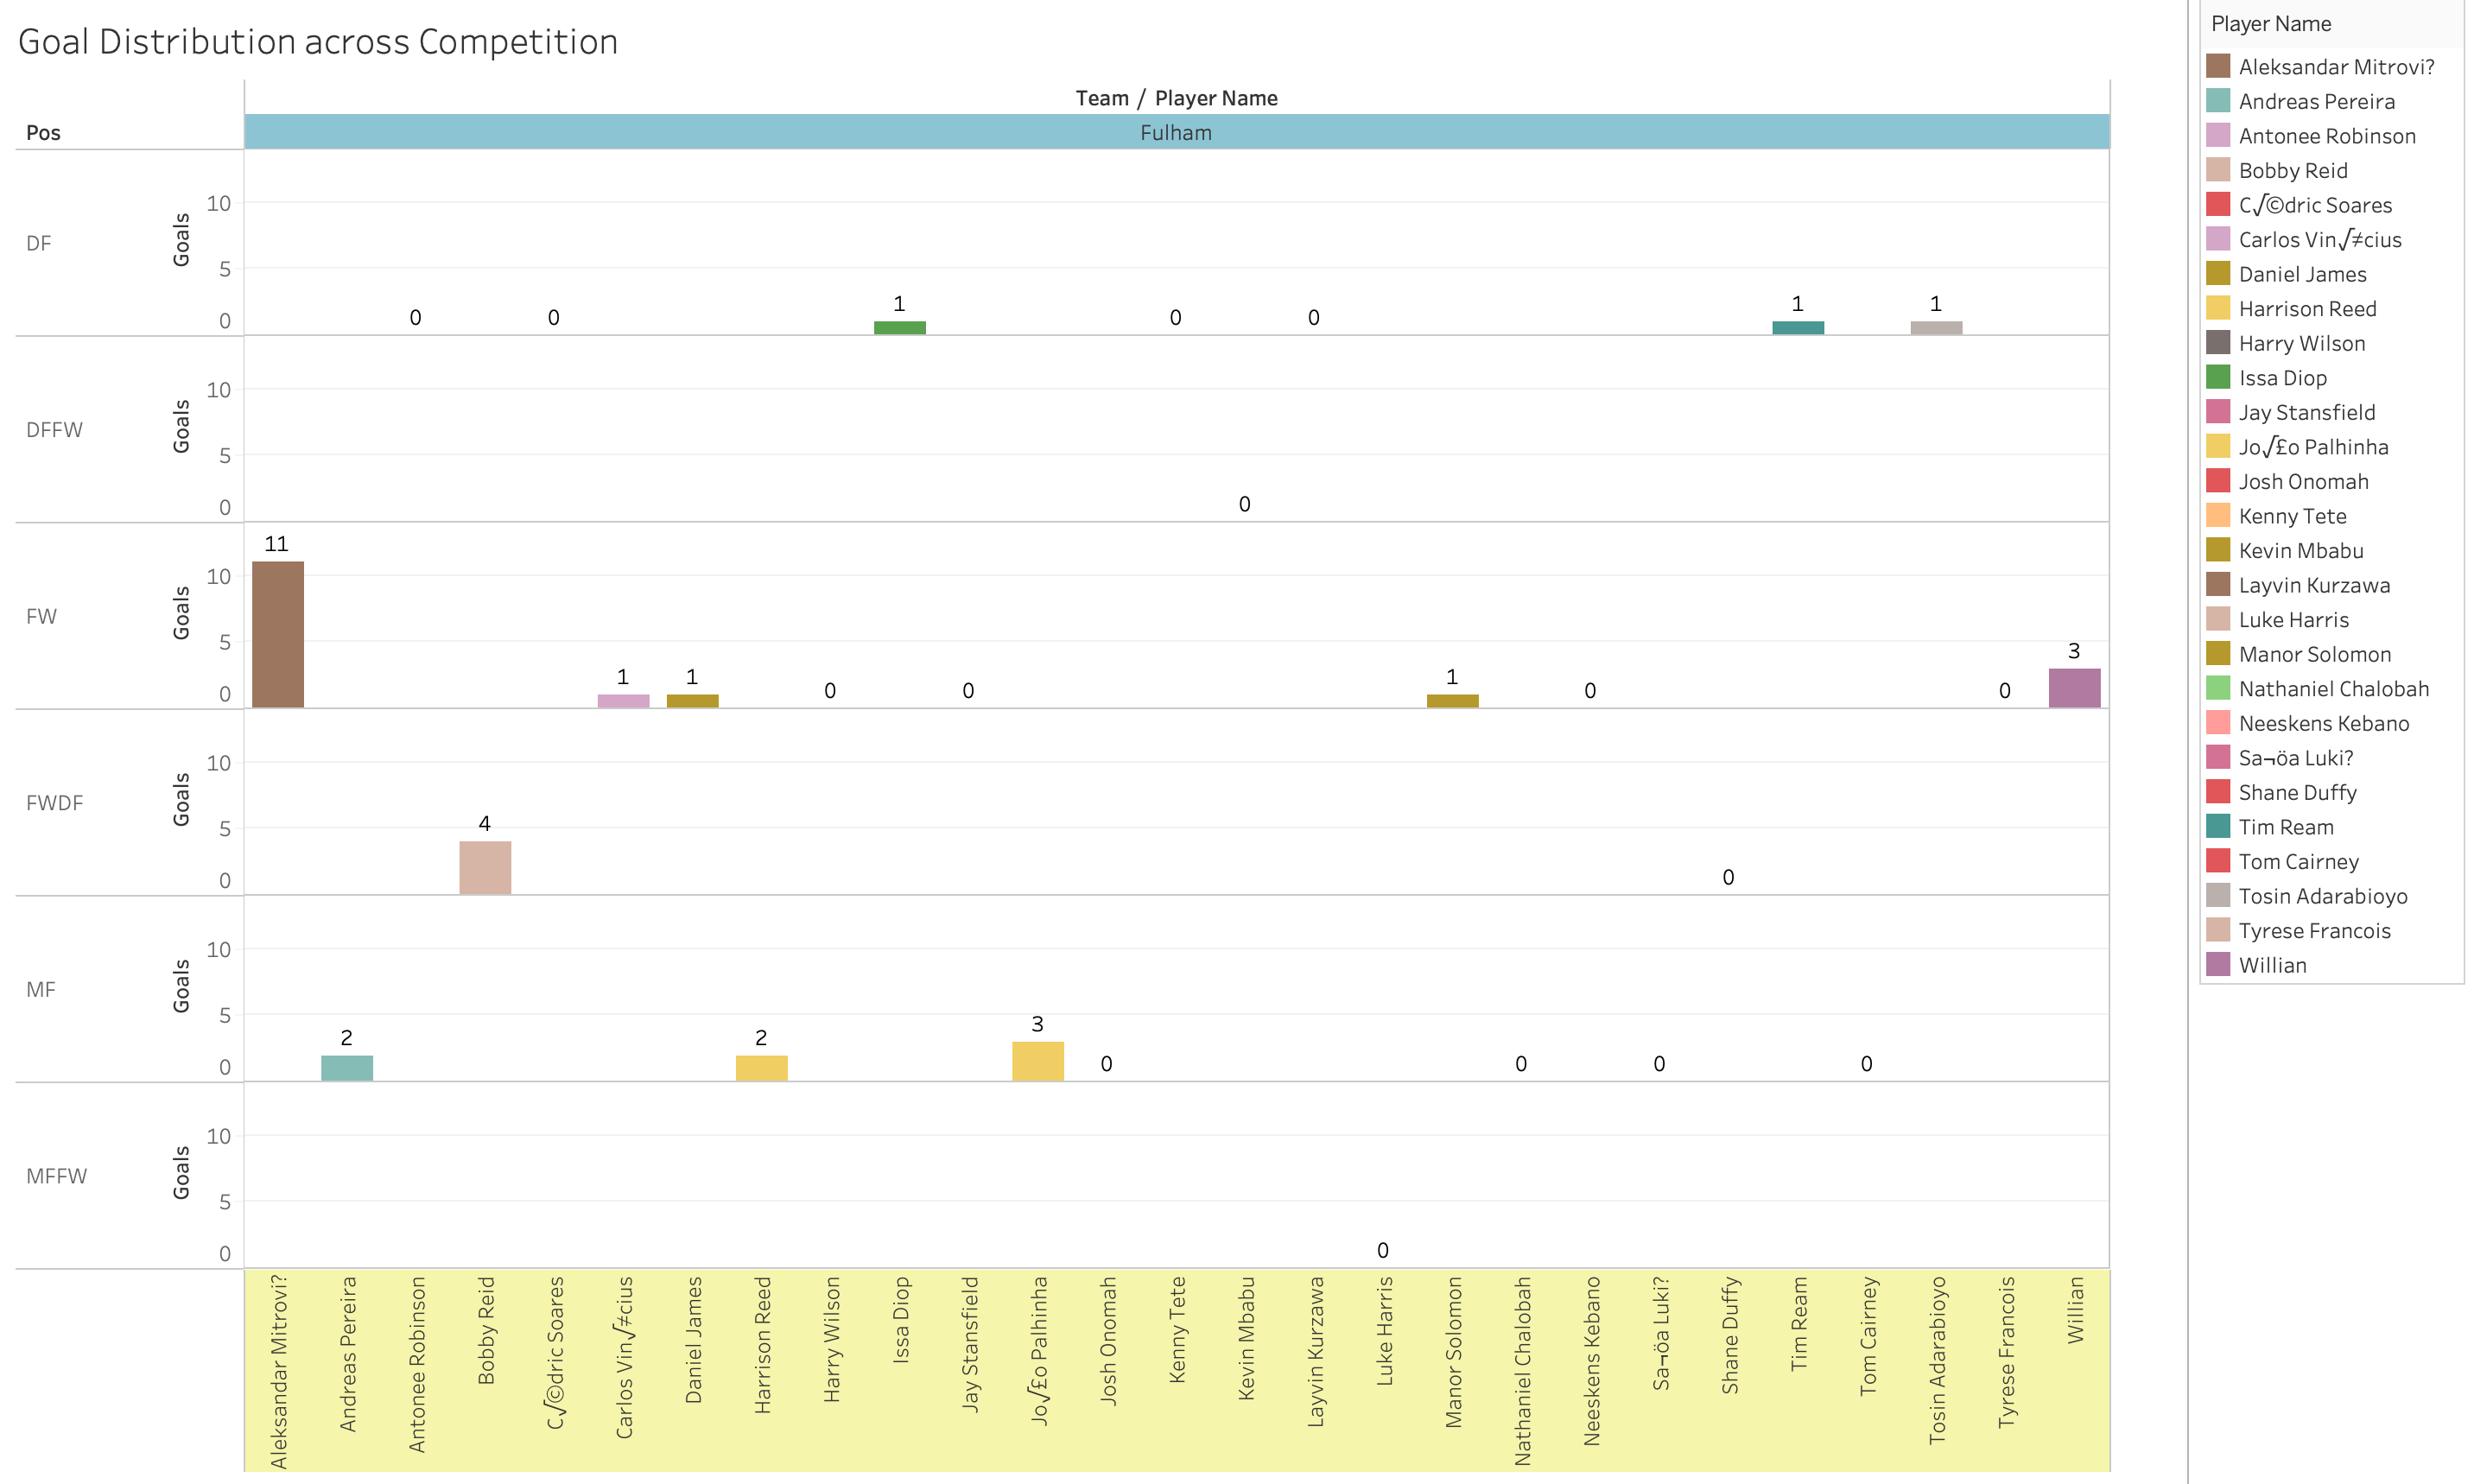 Goal Distribution across Competition
Team / Player Name
Pos
Fulham
DF
Goals
10
5
0
0
0
1
0
0
1
1
DFFW
Goals
10
5
0
0
FW
Goals
10
5
0
11
1
1
0
0
1
0
0
3
FWDF
Goals
10
5
0
4
0
MF
Goals
10
5
0
2
2
3
0
0
0
0
MFFW
Goals
10
5
0
0
Aleksandar Mitrovi?
Andreas Pereira
Antonee Robinson
Bobby Reid
C√©dric Soares
Carlos Vin√≠cius
Daniel James
Harrison Reed
Harry Wilson
Issa Diop
Jay Stansfield
Jo√£o Palhinha
Josh Onomah
Kenny Tete
Kevin Mbabu
Layvin Kurzawa
Luke Harris
Manor Solomon
Nathaniel Chalobah
Neeskens Kebano
Sa¬öa Luki?
Shane Duffy
Tim Ream
Tom Cairney
Tosin Adarabioyo
Tyrese Francois
Willian
Player Name
Aleksandar Mitrovi?
Andreas Pereira
Antonee Robinson
Bobby Reid
C√©dric Soares
Carlos Vin√≠cius
Daniel James
Harrison Reed
Harry Wilson
Issa Diop
Jay Stansfield
Jo√£o Palhinha
Josh Onomah
Kenny Tete
Kevin Mbabu
Layvin Kurzawa
Luke Harris
Manor Solomon
Nathaniel Chalobah
Neeskens Kebano
Sa¬öa Luki?
Shane Duffy
Tim Ream
Tom Cairney
Tosin Adarabioyo
Tyrese Francois
Willian